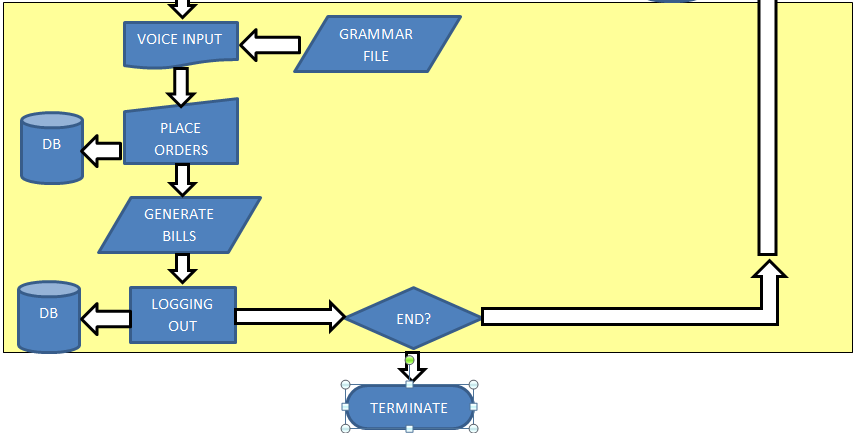 VOICE INPUT
GRAMMAR
FILE
DB
PLACE
ORDERS
GENERATE
BILLS
DB
LOGGING
OUT
END?
TERMINATE